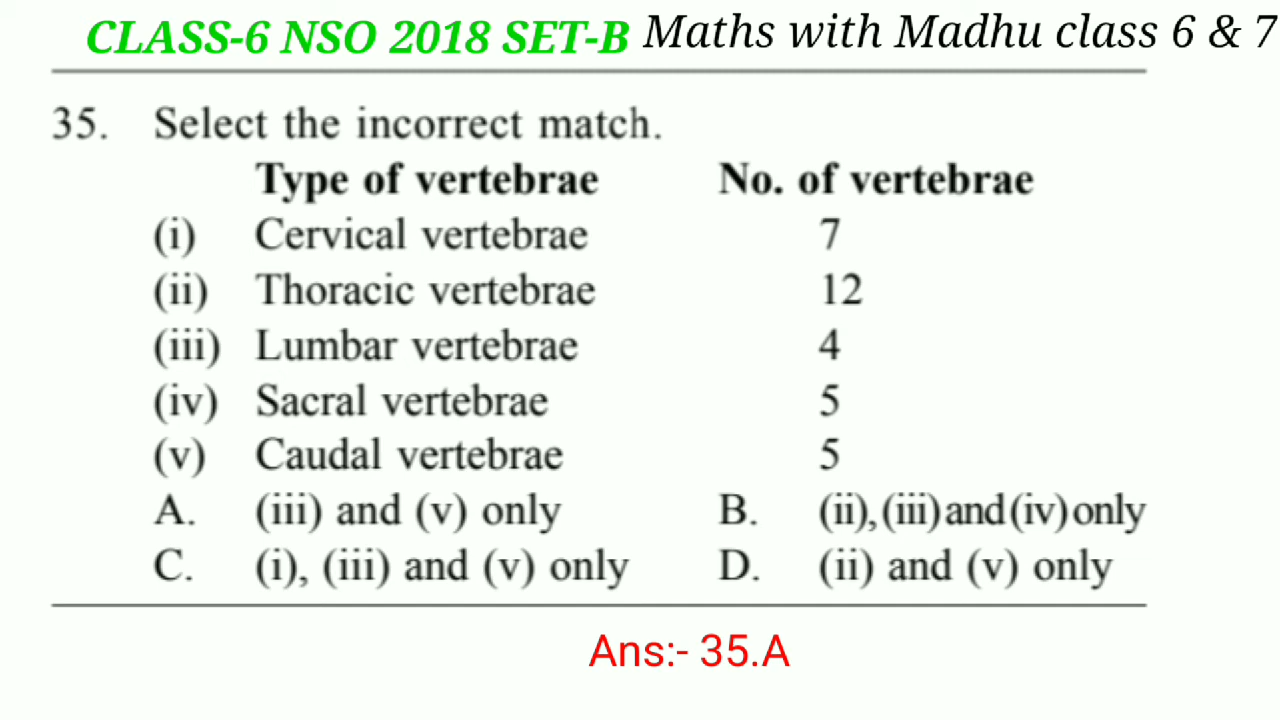 CLASS-6 NSO 2018 SET-B Maths with Madhu class 6 & 7
35. Select the incorrect match.
Type of vertebrae No. of vertebrae
(i) Cervical vertebrae 7
(ii) Thoracic vertebrae 12
(iii) Lumbar vertebrae 4
(iv) Sacral vertebrae 5
(v) Caudal vertebrae 5
A. (iii) and (v) only B. (ii), (iii) and (iv) only
C. (i), (iii) and (v) only D. (ii) and (v) only
Ans:- 35.A